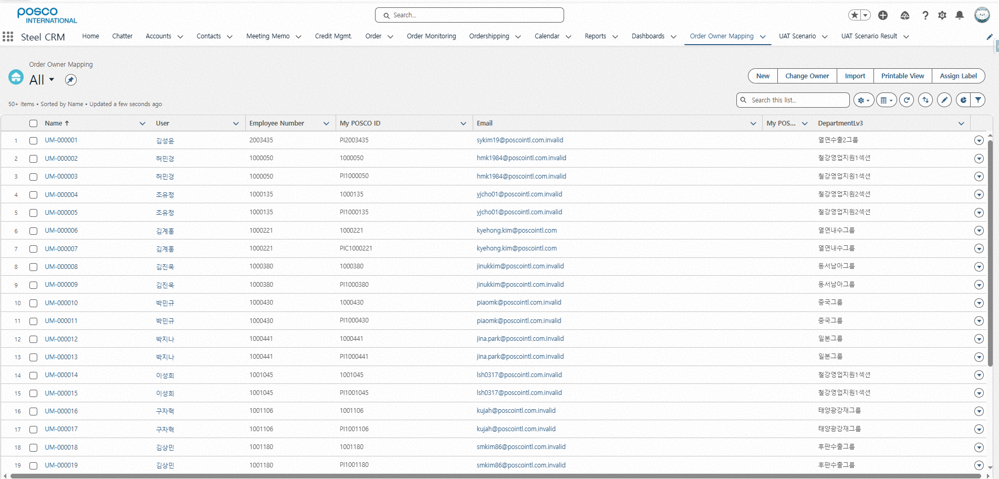 posco
INTERNATIONAL
Search...
Steel CRM Home Chatter Accounts Contacts Meeting Memo Credit Mgmt. Order Order Monitoring Ordershipping Calendar Reports Dashboards Order Owner Mapping UAT Scenario UAT Scenario Result
Order Owner Mapping
All
New Change Owner Import Printable View Assign Label
50+ items • Sorted by Name • Updated a few seconds ago
Search this list...
Name ↑ User Employee Number My POSCO ID Email My POS... DepartmentLv3
1 UM-000001 김성윤 2003435 PI2003435 sykim19@poscointl.com.invalid 열연수출2그룹
2 UM-000002 허민경 1000050 1000050 hmk1984@poscointl.com.invalid 철강영업지원1섹션
3 UM-000003 허민경 1000050 PI1000050 hmk1984@poscointl.com.invalid 철강영업지원1섹션
4 UM-000004 조유정 1000135 1000135 yjcho01@poscointl.com.invalid 철강영업지원2섹션
5 UM-000005 조유정 1000135 PI1000135 yjcho01@poscointl.com.invalid 철강영업지원2섹션
6 UM-000006 김계홍 1000221 1000221 kyehong.kim@poscointl.com 열연내수그룹
7 UM-000007 김계홍 1000221 PIC1000221 kyehong.kim@poscointl.com 열연내수그룹
8 UM-000008 김진욱 1000380 1000380 jinukkim@poscointl.com.invalid 동서남아그룹
9 UM-000009 김진욱 1000380 PI1000380 jinukkim@poscointl.com.invalid 동서남아그룹
10 UM-000010 박민규 1000430 1000430 piaomk@poscointl.com.invalid 중국그룹
11 UM-000011 박민규 1000430 PI1000430 piaomk@poscointl.com.invalid 중국그룹
12 UM-000012 박지나 1000441 1000441 jina.park@poscointl.com.invalid 일본그룹
13 UM-000013 박지나 1000441 PI1000441 jina.park@poscointl.com.invalid 일본그룹
14 UM-000014 이성희 1001045 1001045 lsh0317@poscointl.com.invalid 철강영업지원1섹션
15 UM-000015 이성희 1001045 PI1001045 lsh0317@poscointl.com.invalid 철강영업지원1섹션
16 UM-000016 구자혁 1001106 1001106 kujah@poscointl.com.invalid 태양광강재그룹
17 UM-000017 구자혁 1001106 PI1001106 kujah@poscointl.com.invalid 태양광강재그룹
18 UM-000018 김상민 1001180 1001180 smkim86@poscointl.com.invalid 후판수출그룹
19 UM-000019 김상민 1001180 PI1001180 smkim86@poscointl.com.invalid 후판수출그룹